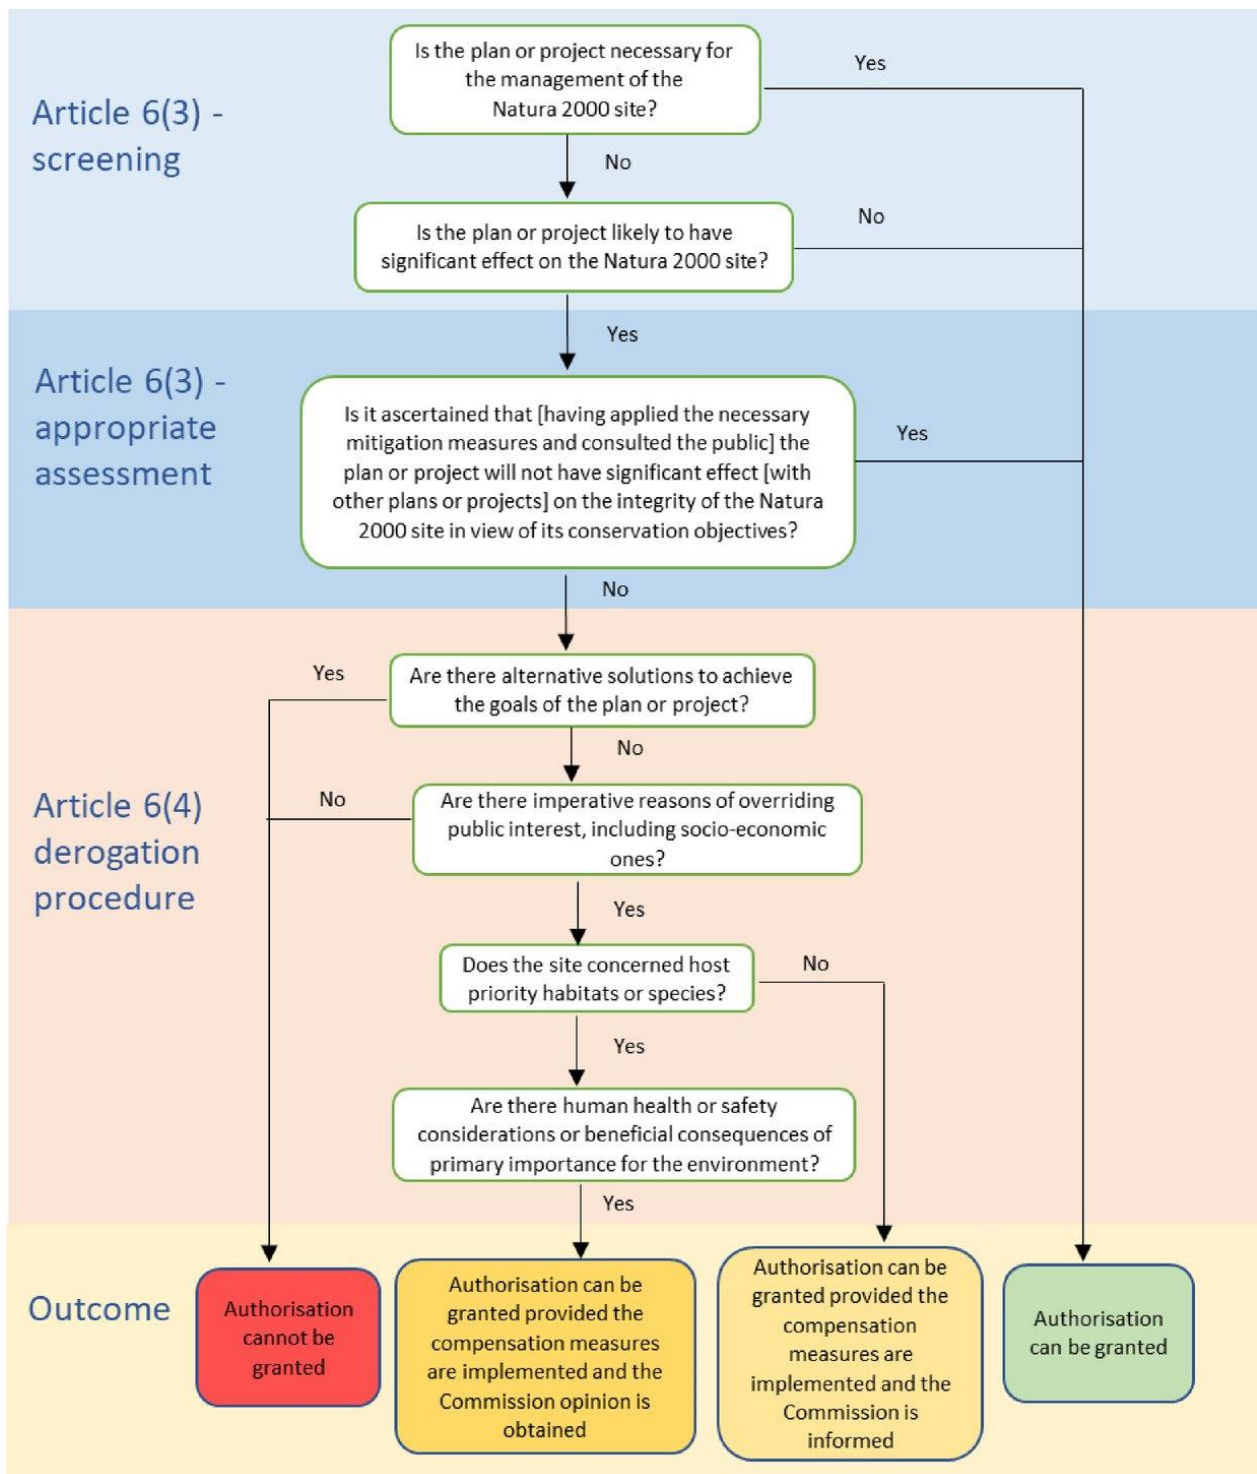 Article 6(3) -
screening
Is the plan or project necessary for
the management of the
Natura 2000 site?
Yes
No
Is the plan or project likely to have
significant effect on the Natura 2000 site?
No
Yes
Article 6(3) -
appropriate
assessment
Is it ascertained that [having applied the necessary
mitigation measures and consulted the public] the
plan or project will not have significant effect [with
other plans or projects] on the integrity of the Natura
2000 site in view of its conservation objectives?
Yes
No
Article 6(4)
derogation
procedure
Are there alternative solutions to achieve
the goals of the plan or project?
Yes
No
Are there imperative reasons of overriding
public interest, including socio-economic
ones?
No
Yes
Does the site concerned host
priority habitats or species?
No
Yes
Are there human health or safety
considerations or beneficial consequences of
primary importance for the environment?
Yes
Outcome
Authorisation
cannot be
granted
Authorisation can be
granted provided the
compensation measures
are implemented and the
Commission opinion is
obtained
Authorisation can be
granted provided the
compensation
measures are
implemented and the
Commission is
informed
Authorisation
can be granted